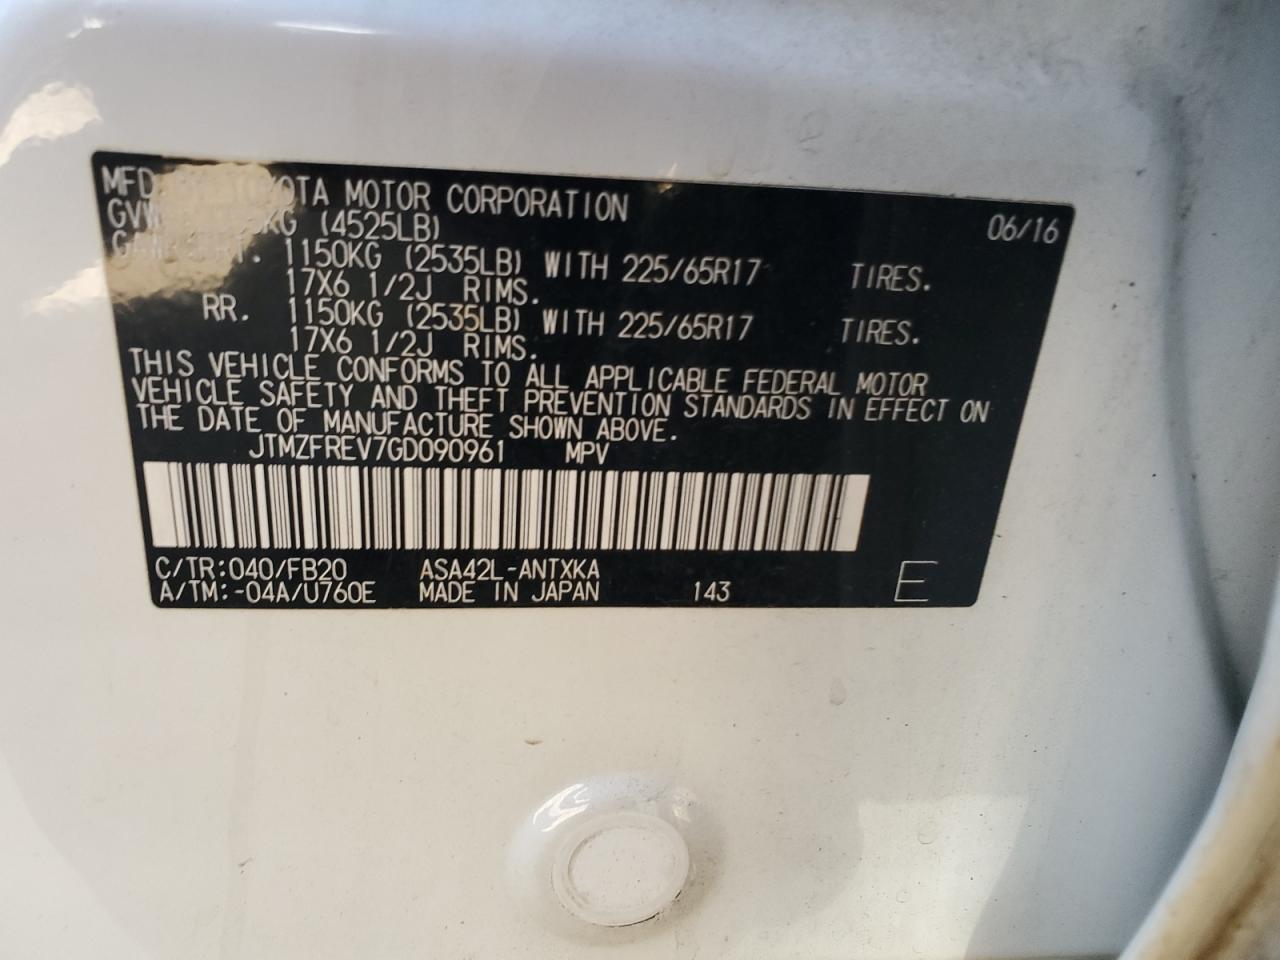 MFD BY TOYOTA MOTOR CORPORATION 06/16
(4525LB)
1150KG (2535LB) WITH 225/65R17 TIRES.
17X6 1/2J RIMS.
RR. 1150KG (2535LB) WITH 225/65R17 TIRES.
17X6 1/2J RIMS.
THIS VEHICLE CONFORMS TO ALL APPLICABLE FEDERAL MOTOR
VEHICLE SAFETY AND THEFT PREVENTION STANDARDS IN EFFECT ON
THE DATE OF MANUFACTURE SHOWN ABOVE.
JTMZFREV7GD090961 MPV
C/TR:040/FB20 ASA42L-ANTXKA
A/TM:-04A/U760E MADE IN JAPAN 143 E